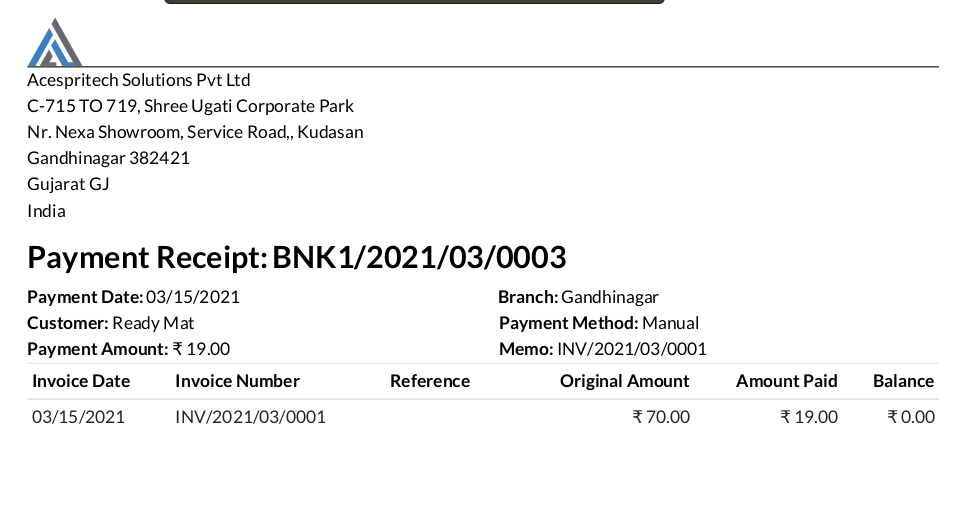 Acespritech Solutions Pvt Ltd
C-715 TO 719, Shree Ugati Corporate Park
Nr. Nexa Showroom, Service Road,, Kudasan
Gandhinagar 382421
Gujarat GJ
India
Payment Receipt: BNK1/2021/03/0003
Payment Date: 03/15/2021 Branch: Gandhinagar
Customer: Ready Mat Payment Method: Manual
Payment Amount: ₹ 19.00 Memo: INV/2021/03/0001
Invoice Date Invoice Number Reference Original Amount Amount Paid Balance
03/15/2021 INV/2021/03/0001 ₹ 70.00 ₹ 19.00 ₹ 0.00